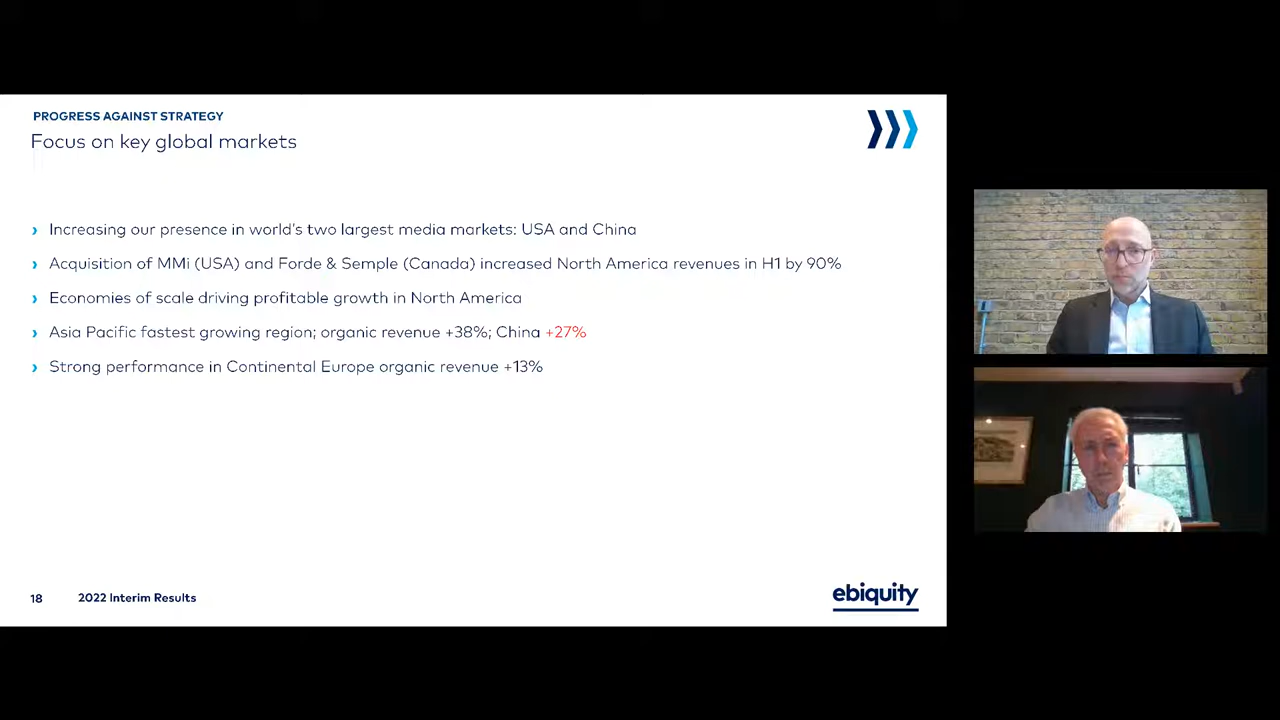 PROGRESS AGAINST STRATEGY
Focus on key global markets
› Increasing our presence in world's two largest media markets: USA and China
› Acquisition of MMi (USA) and Forde & Semple (Canada) increased North America revenues in H1 by 90%
› Economies of scale driving profitable growth in North America
› Asia Pacific fastest growing region; organic revenue +38%; China +27%
› Strong performance in Continental Europe organic revenue +13%
18 2022 Interim Results
ebiquity